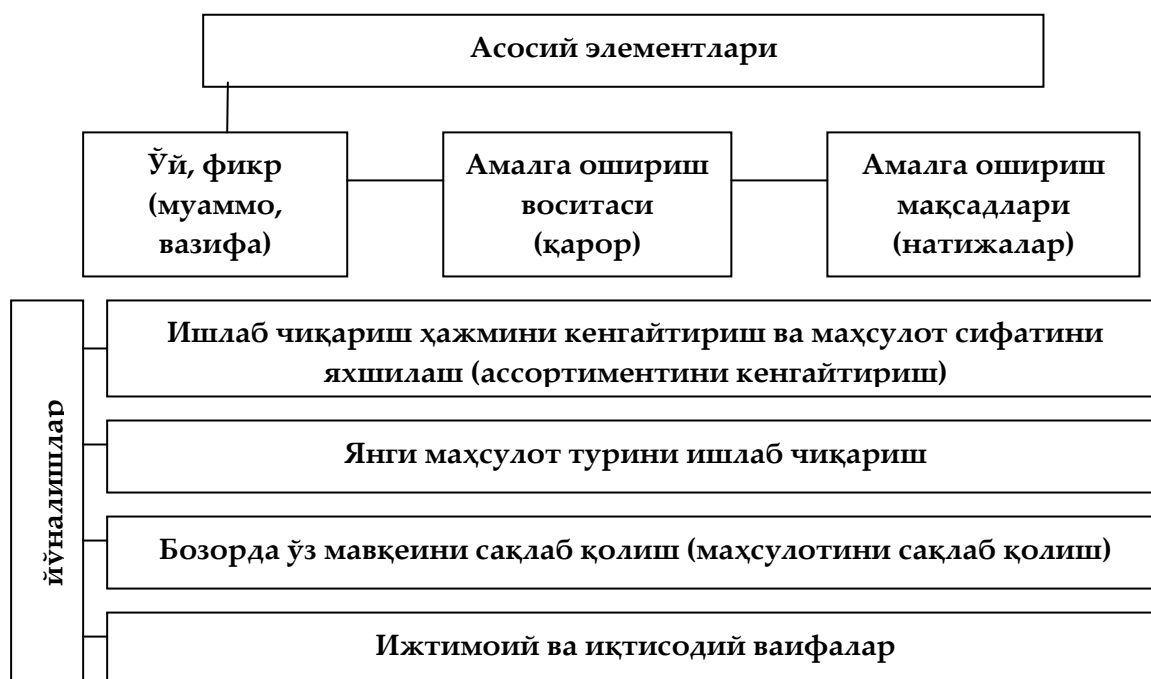 Асосий элементлари
Ўй, фикр
(муаммо,
вазифа)
Амалга ошириш
воситаси
(қарор)
Амалга ошириш
мақсадлари
(натижалар)
йўналишлар
Ишлаб чиқариш ҳажмини кенгайтириш ва маҳсулот сифатини
яхшилаш (ассортиментини кенгайтириш)
Янги маҳсулот турини ишлаб чиқариш
Бозорда ўз мавқеини сақлаб қолиш (маҳсулотини сақлаб қолиш)
Ижтимоий ва иқтисодий ваифалар